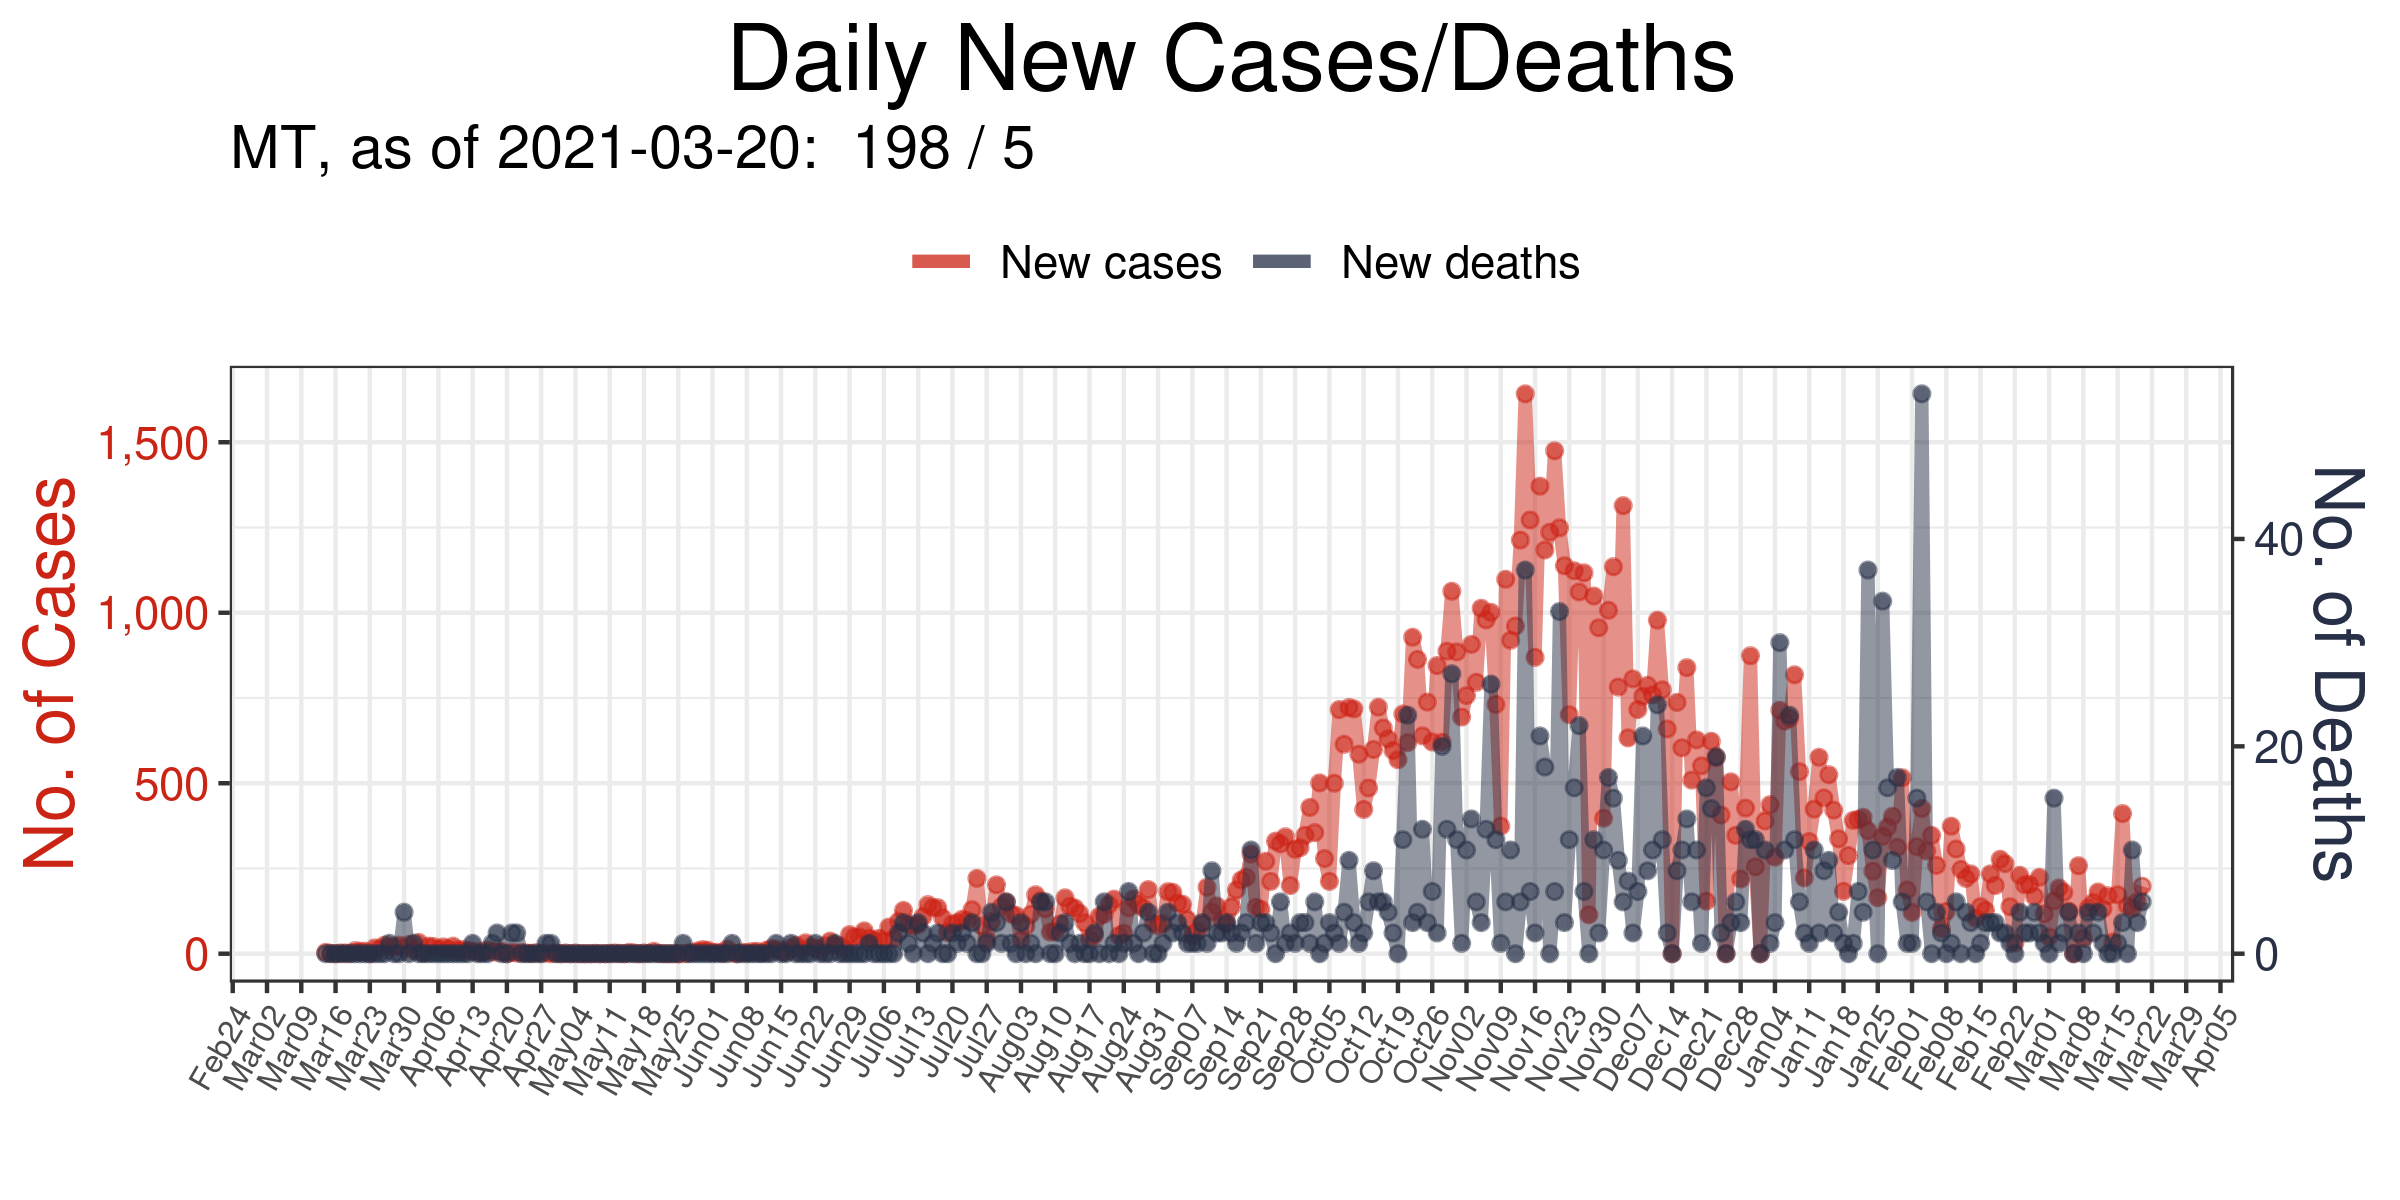 Daily New Cases/Deaths
MT, as of 2021-03-20:  198 / 5
New cases New deaths
No. of Cases
1,500
1,000
500
0
No. of Deaths
40
20
0
Feb24 Mar02 Mar09 Mar16 Mar23 Mar30 Apr06 Apr13 Apr20 Apr27 May04 May11 May18 May25 Jun01 Jun08 Jun15 Jun22 Jun29 Jul06 Jul13 Jul20 Jul27 Aug03 Aug10 Aug17 Aug24 Aug31 Sep07 Sep14 Sep21 Sep28 Oct05 Oct12 Oct19 Oct26 Nov02 Nov09 Nov16 Nov23 Nov30 Dec07 Dec14 Dec21 Dec28 Jan04 Jan11 Jan18 Jan25 Feb01 Feb08 Feb15 Feb22 Mar01 Mar08 Mar15 Mar22 Mar29 Apr05